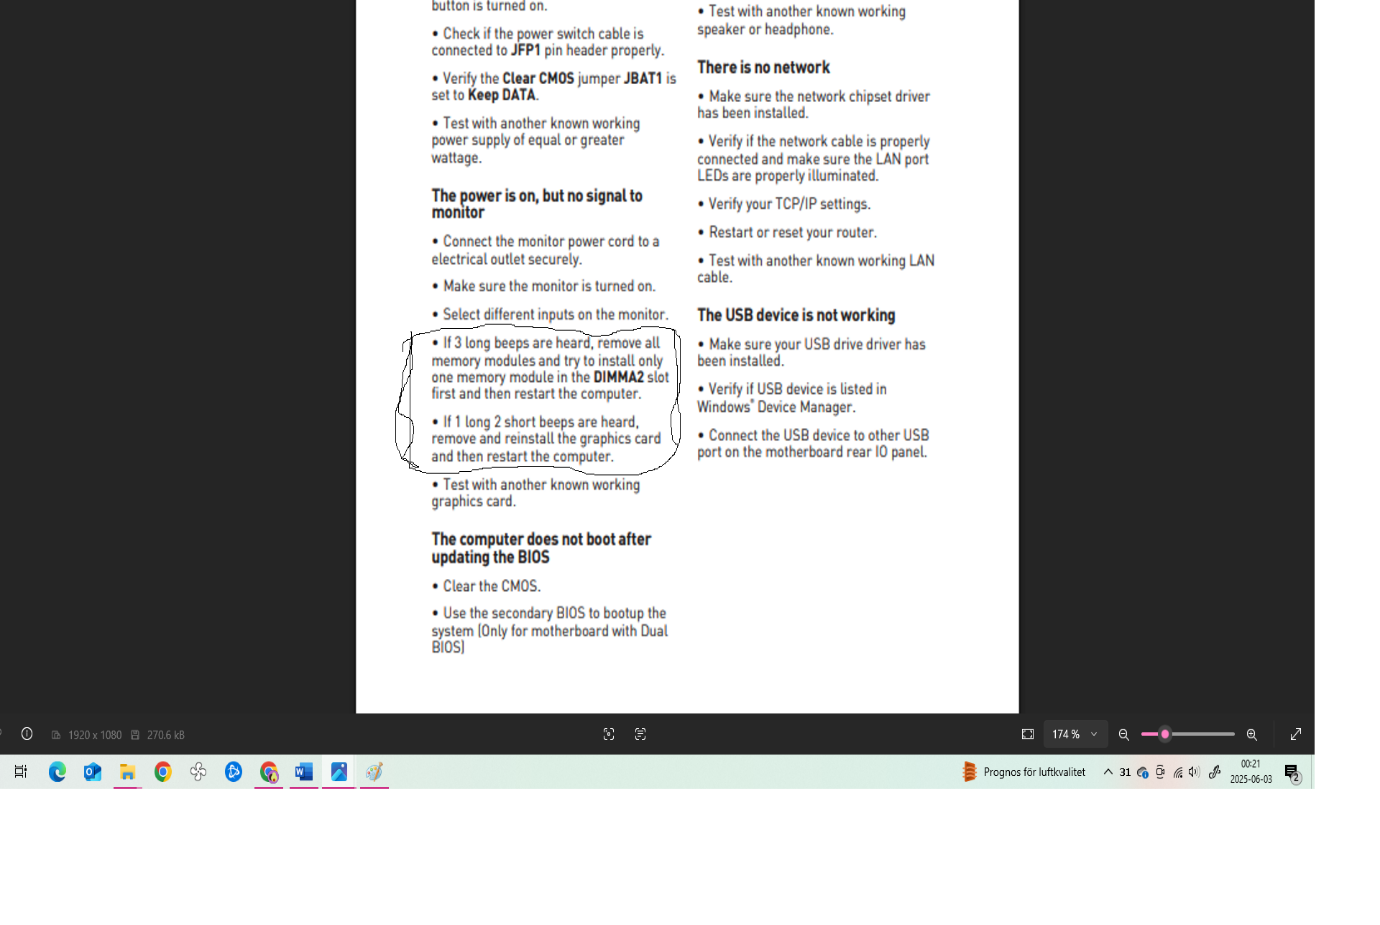 button is turned on.
• Check if the power switch cable is
connected to JFP1 pin header properly.
• Verify the Clear CMOS jumper JBAT1 is
set to Keep DATA.
• Test with another known working
power supply of equal or greater
wattage.
The power is on, but no signal to
monitor
• Connect the monitor power cord to a
electrical outlet securely.
• Make sure the monitor is turned on.
• Select different inputs on the monitor.
• If 3 long beeps are heard, remove all
memory modules and try to install only
one memory module in the DIMMA2 slot
first and then restart the computer.
• If 1 long 2 short beeps are heard,
remove and reinstall the graphics card
and then restart the computer.
• Test with another known working
graphics card.
The computer does not boot after
updating the BIOS
• Clear the CMOS.
• Use the secondary BIOS to bootup the
system (Only for motherboard with Dual
BIOS)
• Test with another known working
speaker or headphone.
There is no network
• Make sure the network chipset driver
has been installed.
• Verify if the network cable is properly
connected and make sure the LAN port
LEDs are properly illuminated.
• Verify your TCP/IP settings.
• Restart or reset your router.
• Test with another known working LAN
cable.
The USB device is not working
• Make sure your USB drive driver has
been installed.
• Verify if USB device is listed in
Windows® Device Manager.
• Connect the USB device to other USB
port on the motherboard rear IO panel.
1920 x 1080 270.6 kB
174 %
Prognos för luftkvalitet
31
00:21
2025-06-03
2